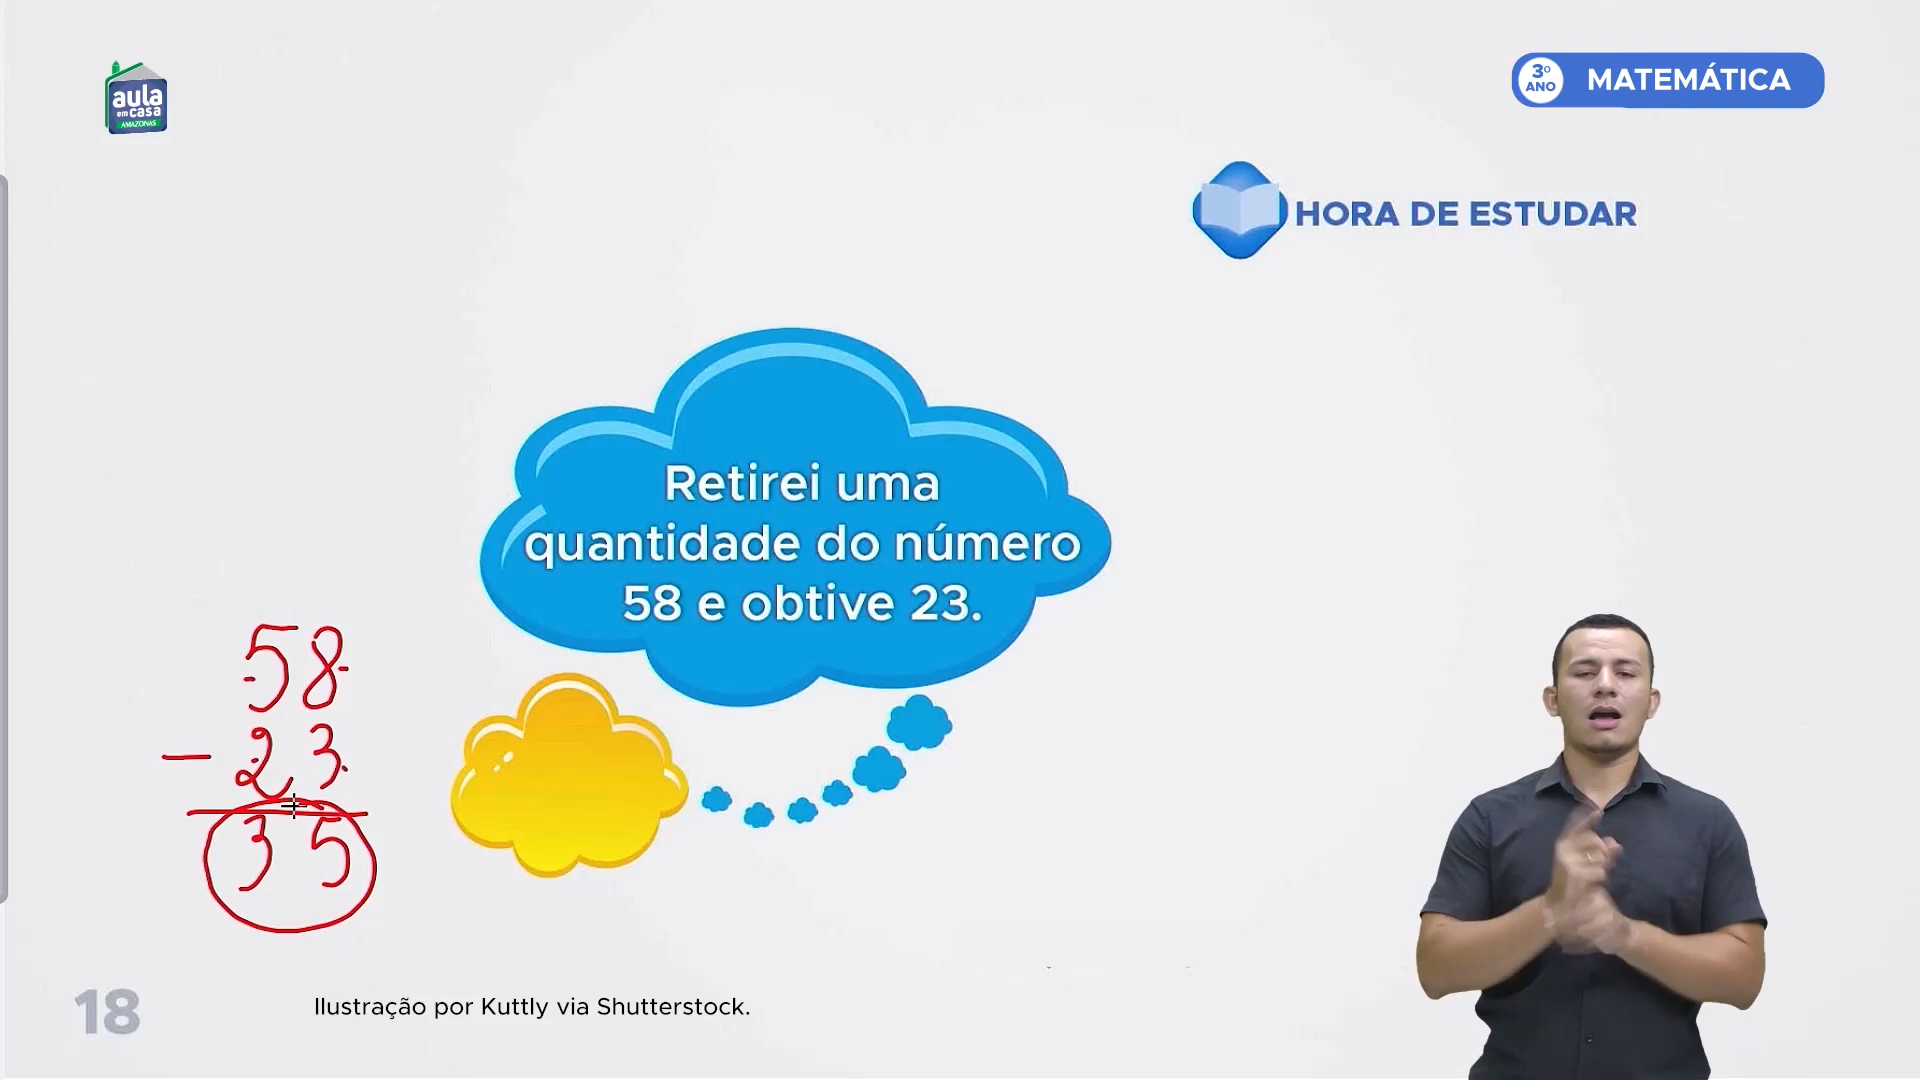 aula
em casa
AMAZONAS
3º
ANO
MATEMÁTICA
HORA DE ESTUDAR
Retirei uma
quantidade do número
58 e obtive 23.
58
- 23
35
18
Ilustração por Kuttly via Shutterstock.